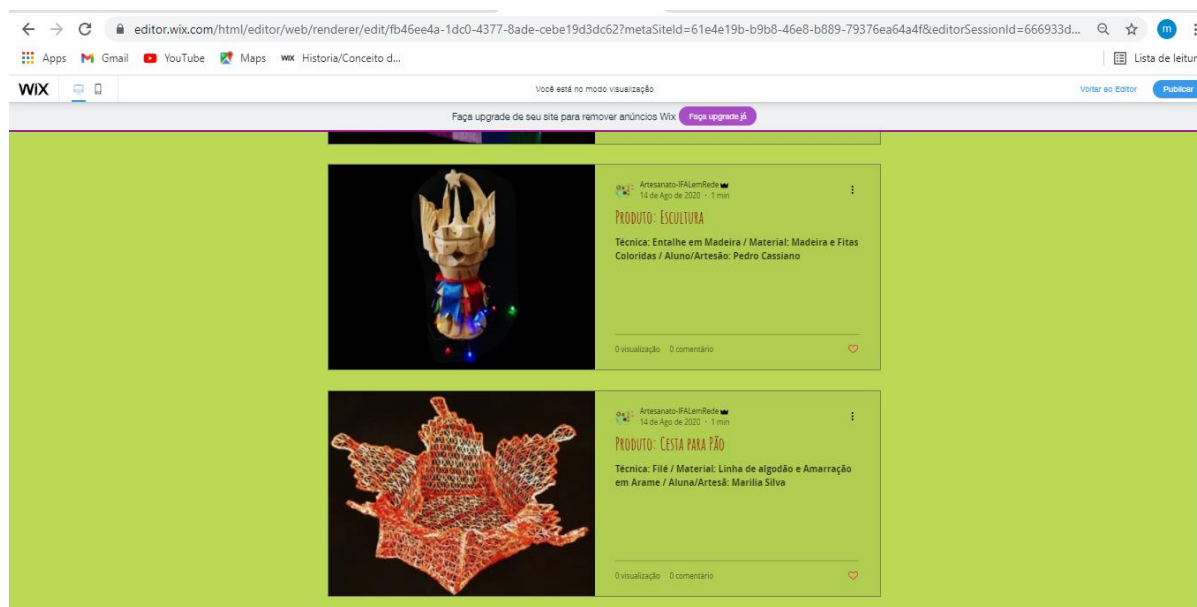 editor.wix.com/html/editor/web/renderer/edit/fb46ee4a-1dc0-4377-8ade-cebe19d3dc62?metaSiteId=61e4e19b-b9b8-46e8-b889-79376ea64a4f&editorSessionId=666933d...
m
Apps Gmail YouTube Maps WIX Historia/Conceito d... Lista de leitur
WiX Você está no modo visualização Voltar ao Editor Publicar
Faça upgrade de seu site para remover anúncios Wix Faça upgrade já
Artesanato-IFALemRede
14 de Ago de 2020 · 1 min
Produto: Escultura
Técnica: Entalhe em Madeira / Material: Madeira e Fitas
Coloridas / Aluno/Artesão: Pedro Cassiano
0 visualização 0 comentário
Artesanato-IFALemRede
14 de Ago de 2020 · 1 min
Produto: Cesta para Pão
Técnica: Filé / Material: Linha de algodão e Amarração
em Arame / Aluna/Artesã: Marilia Silva
0 visualização 0 comentário